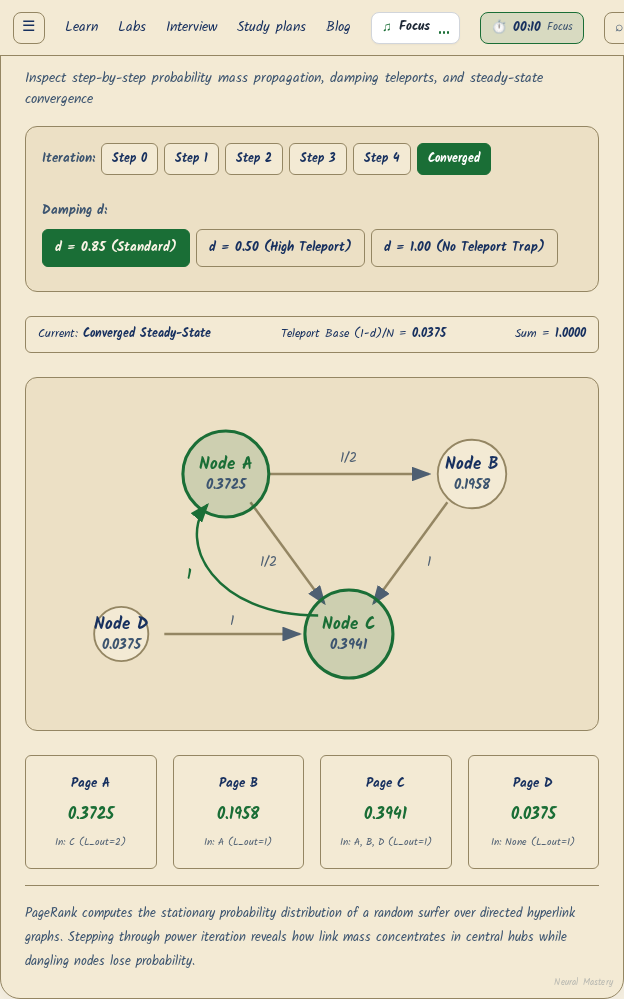 ☰ Learn Labs Interview Study plans Blog ♫ Focus ... ⏱️ 00:10 Focus ⌕
Inspect step-by-step probability mass propagation, damping teleports, and steady-state
convergence
Iteration: Step 0 Step 1 Step 2 Step 3 Step 4 Converged
Damping d:
d = 0.85 (Standard) d = 0.50 (High Teleport) d = 1.00 (No Teleport Trap)
Current: Converged Steady-State Teleport Base (1-d)/N = 0.0375 Sum = 1.0000
Node A
0.3725
1/2
Node B
0.1958
1/2
1
1
Node D
0.0375
1
Node C
0.3941
Page A
0.3725
In: C (L_out=2)
Page B
0.1958
In: A (L_out=1)
Page C
0.3941
In: A, B, D (L_out=1)
Page D
0.0375
In: None (L_out=1)
PageRank computes the stationary probability distribution of a random surfer over directed hyperlink
graphs. Stepping through power iteration reveals how link mass concentrates in central hubs while
dangling nodes lose probability.
Neural Mastery